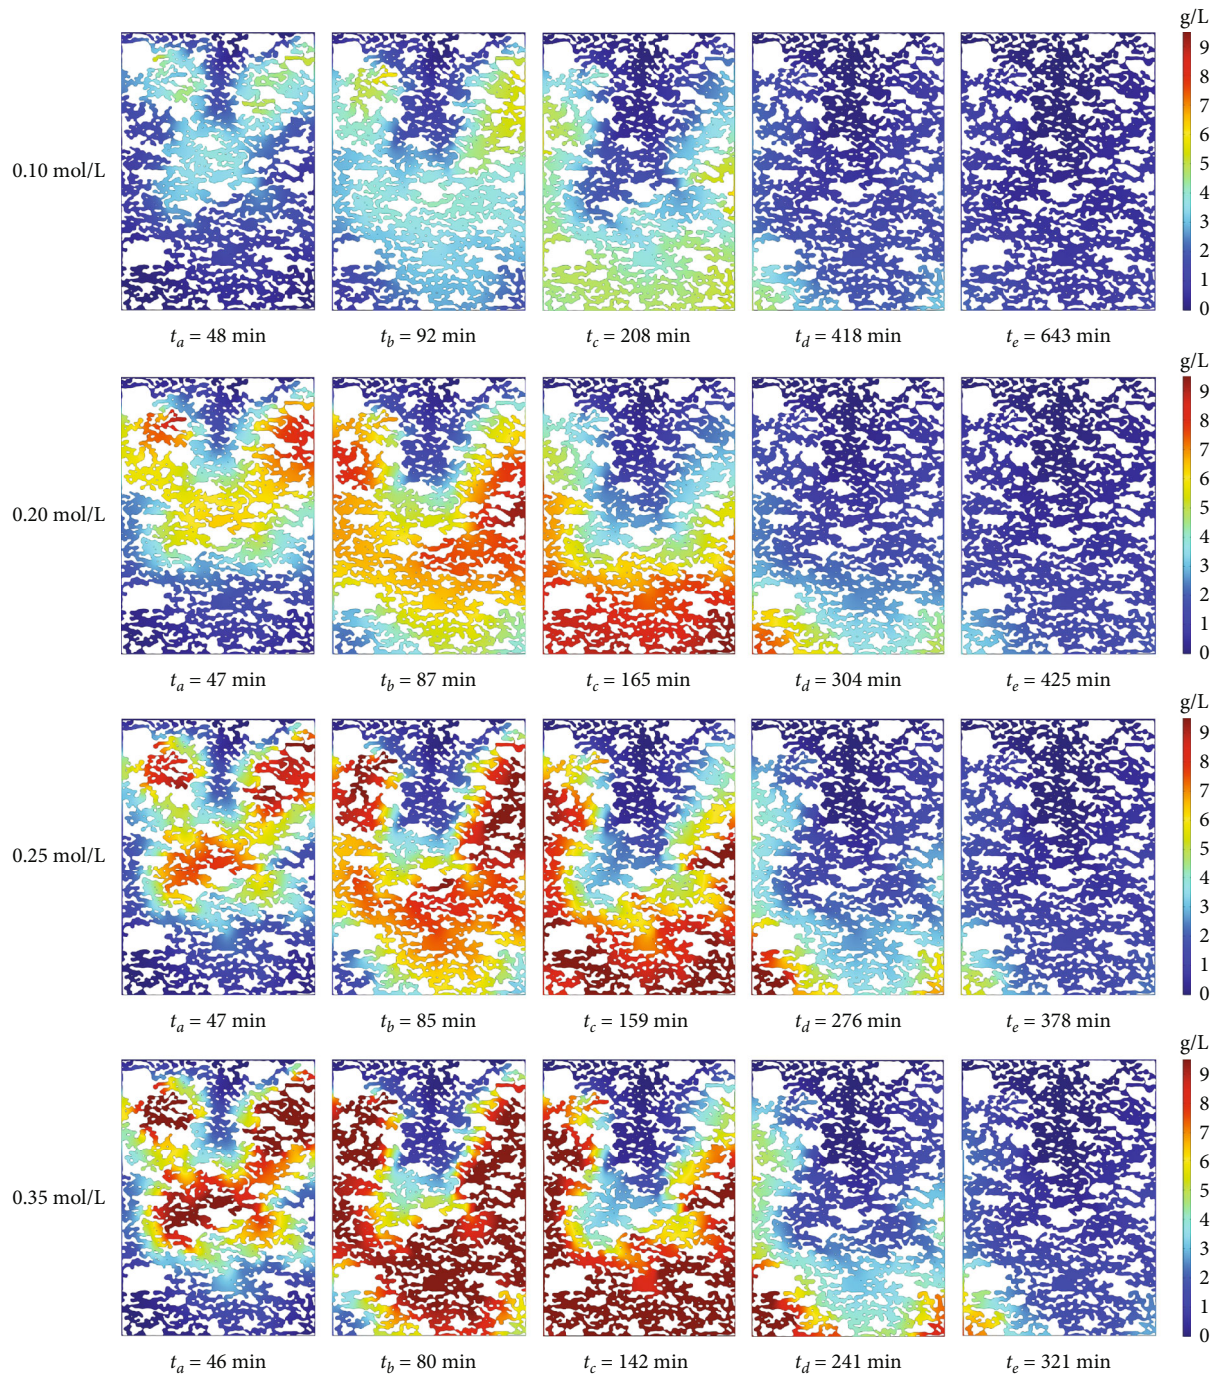 g/L
9
8
7
6
5
4
3
2
1
0
0.10 mol/L
t_a = 48 min
t_b = 92 min
t_c = 208 min
t_d = 418 min
t_e = 643 min
g/L
9
8
7
6
5
4
3
2
1
0
0.20 mol/L
t_a = 47 min
t_b = 87 min
t_c = 165 min
t_d = 304 min
t_e = 425 min
g/L
9
8
7
6
5
4
3
2
1
0
0.25 mol/L
t_a = 47 min
t_b = 85 min
t_c = 159 min
t_d = 276 min
t_e = 378 min
g/L
9
8
7
6
5
4
3
2
1
0
0.35 mol/L
t_a = 46 min
t_b = 80 min
t_c = 142 min
t_d = 241 min
t_e = 321 min